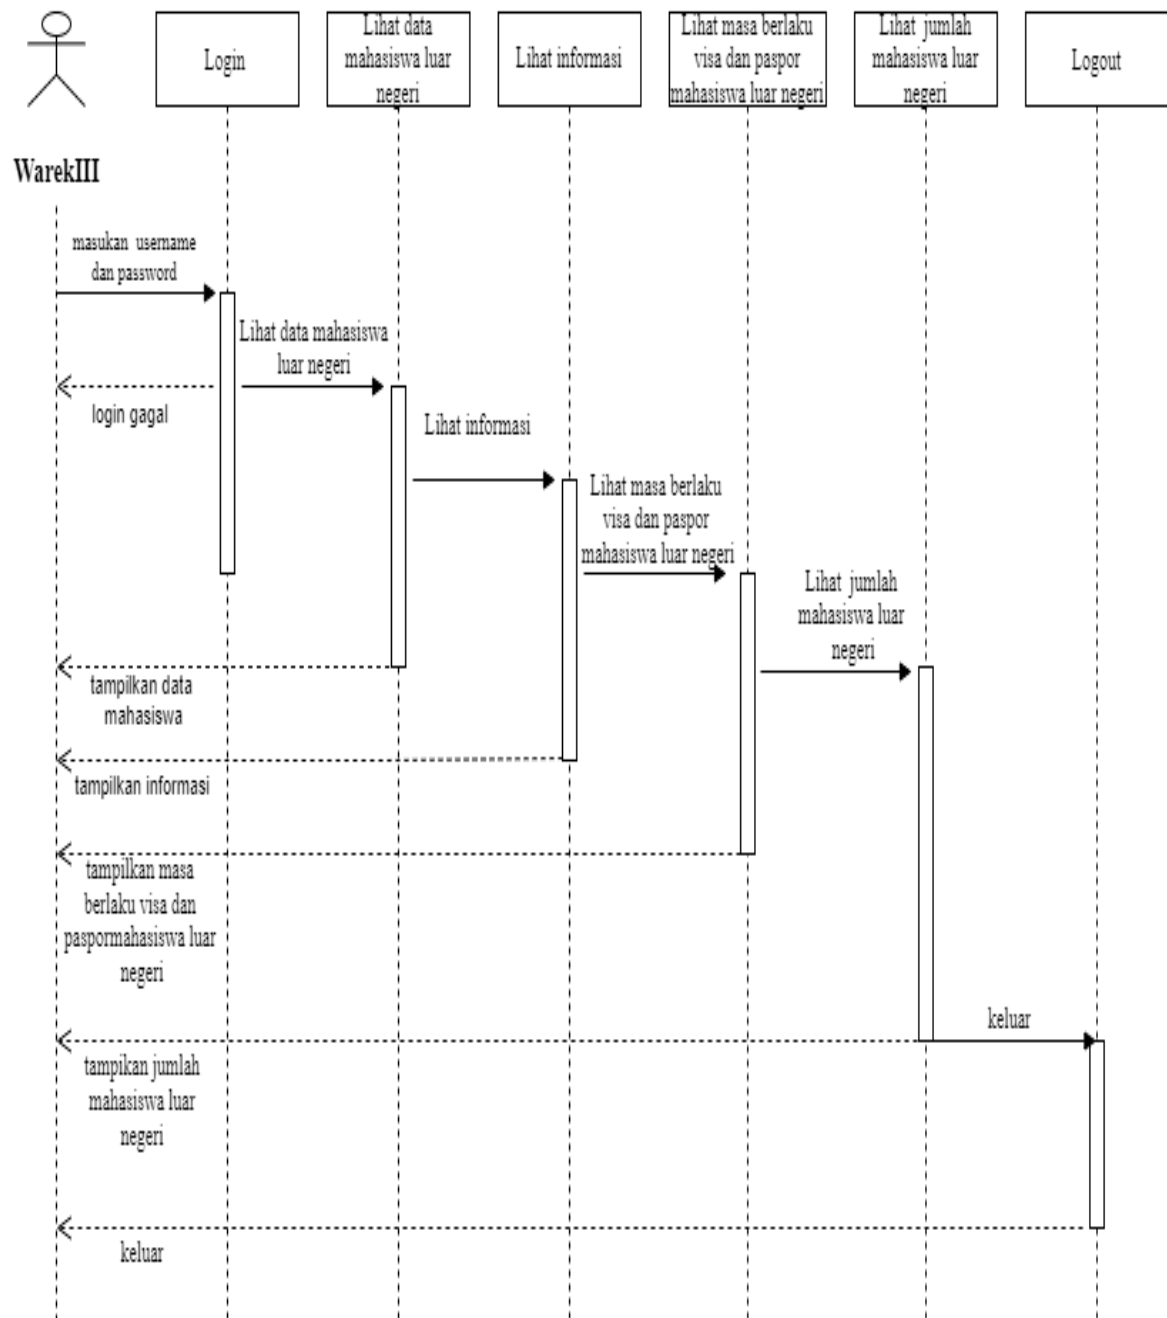 Login
Lihat data
mahasiswa luar
negeri
Lihat informasi
Lihat masa berlaku
visa dan paspor
mahasiswa luar negeri
Lihat jumlah
mahasiswa luar
negeri
Logout
WarekIII
masukan username
dan password
Lihat data mahasiswa
luar negeri
login gagal
Lihat informasi
Lihat masa berlaku
visa dan paspor
mahasiswa luar negeri
Lihat jumlah
mahasiswa luar
negeri
tampilkan data
mahasiswa
tampilkan informasi
tampilkan masa
berlaku visa dan
paspormahasiswa luar
negeri
keluar
tampikan jumlah
mahasiswa luar
negeri
keluar